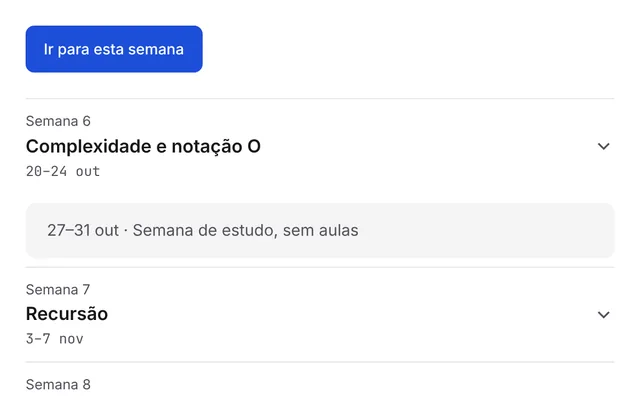 Ir para esta semana
Semana 6
Complexidade e notação O
20–24 out
27–31 out · Semana de estudo, sem aulas
Semana 7
Recursão
3–7 nov
Semana 8